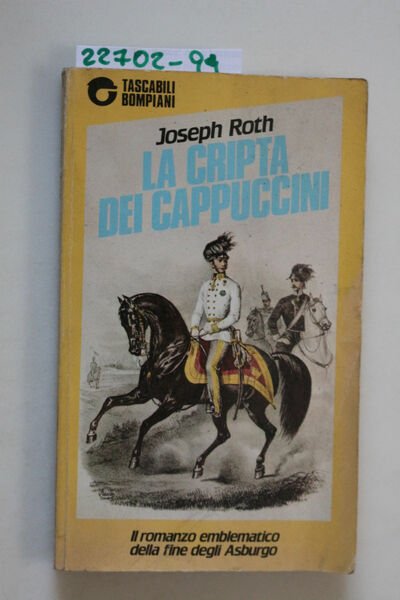 22702-94
TASCABILI
BOMPIANI
Joseph Roth
LA CRIPTA
DEI CAPPUCCINI
Il romanzo emblematico
della fine degli Asburgo